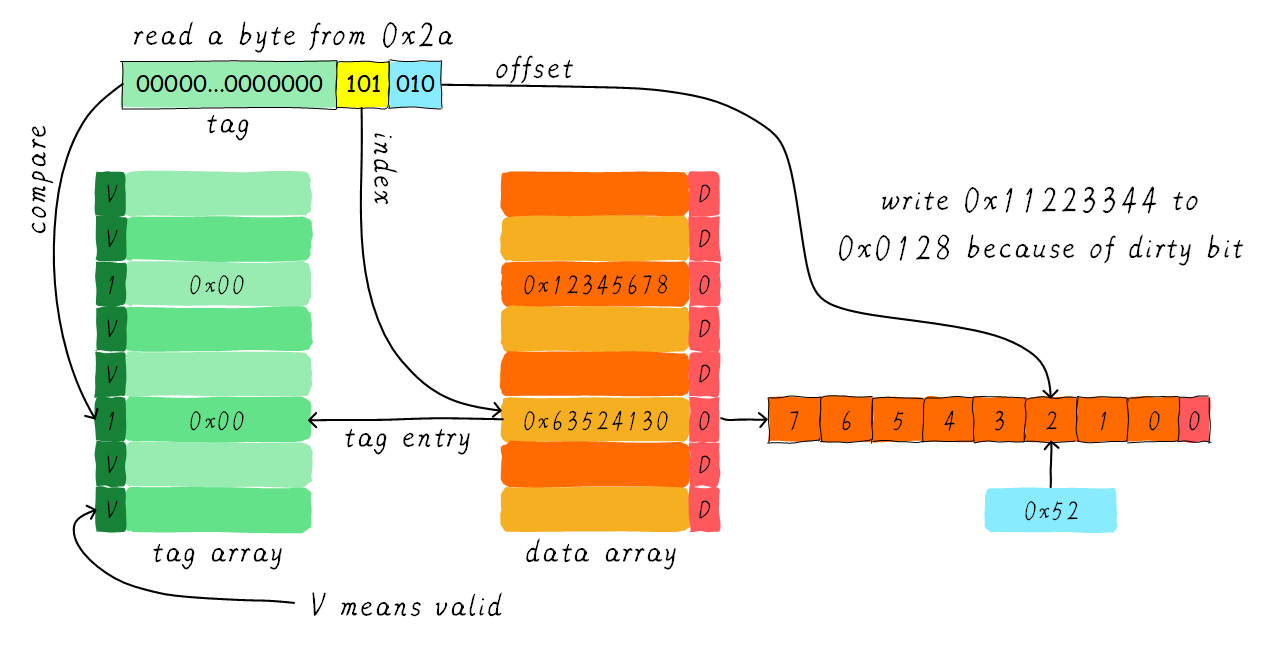 read a byte from 0x2a
00000...0000000 101 010
offset
tag
compare
index
write 0x11223344 to
0x0128 because of dirty bit
V D
V D
1 0x00 0x12345678 0
V D
V D
1 0x00 0x63524130 0 7 6 5 4 3 2 1 0 0
tag entry
V D
V D
0x52
tag array
data array
V means valid